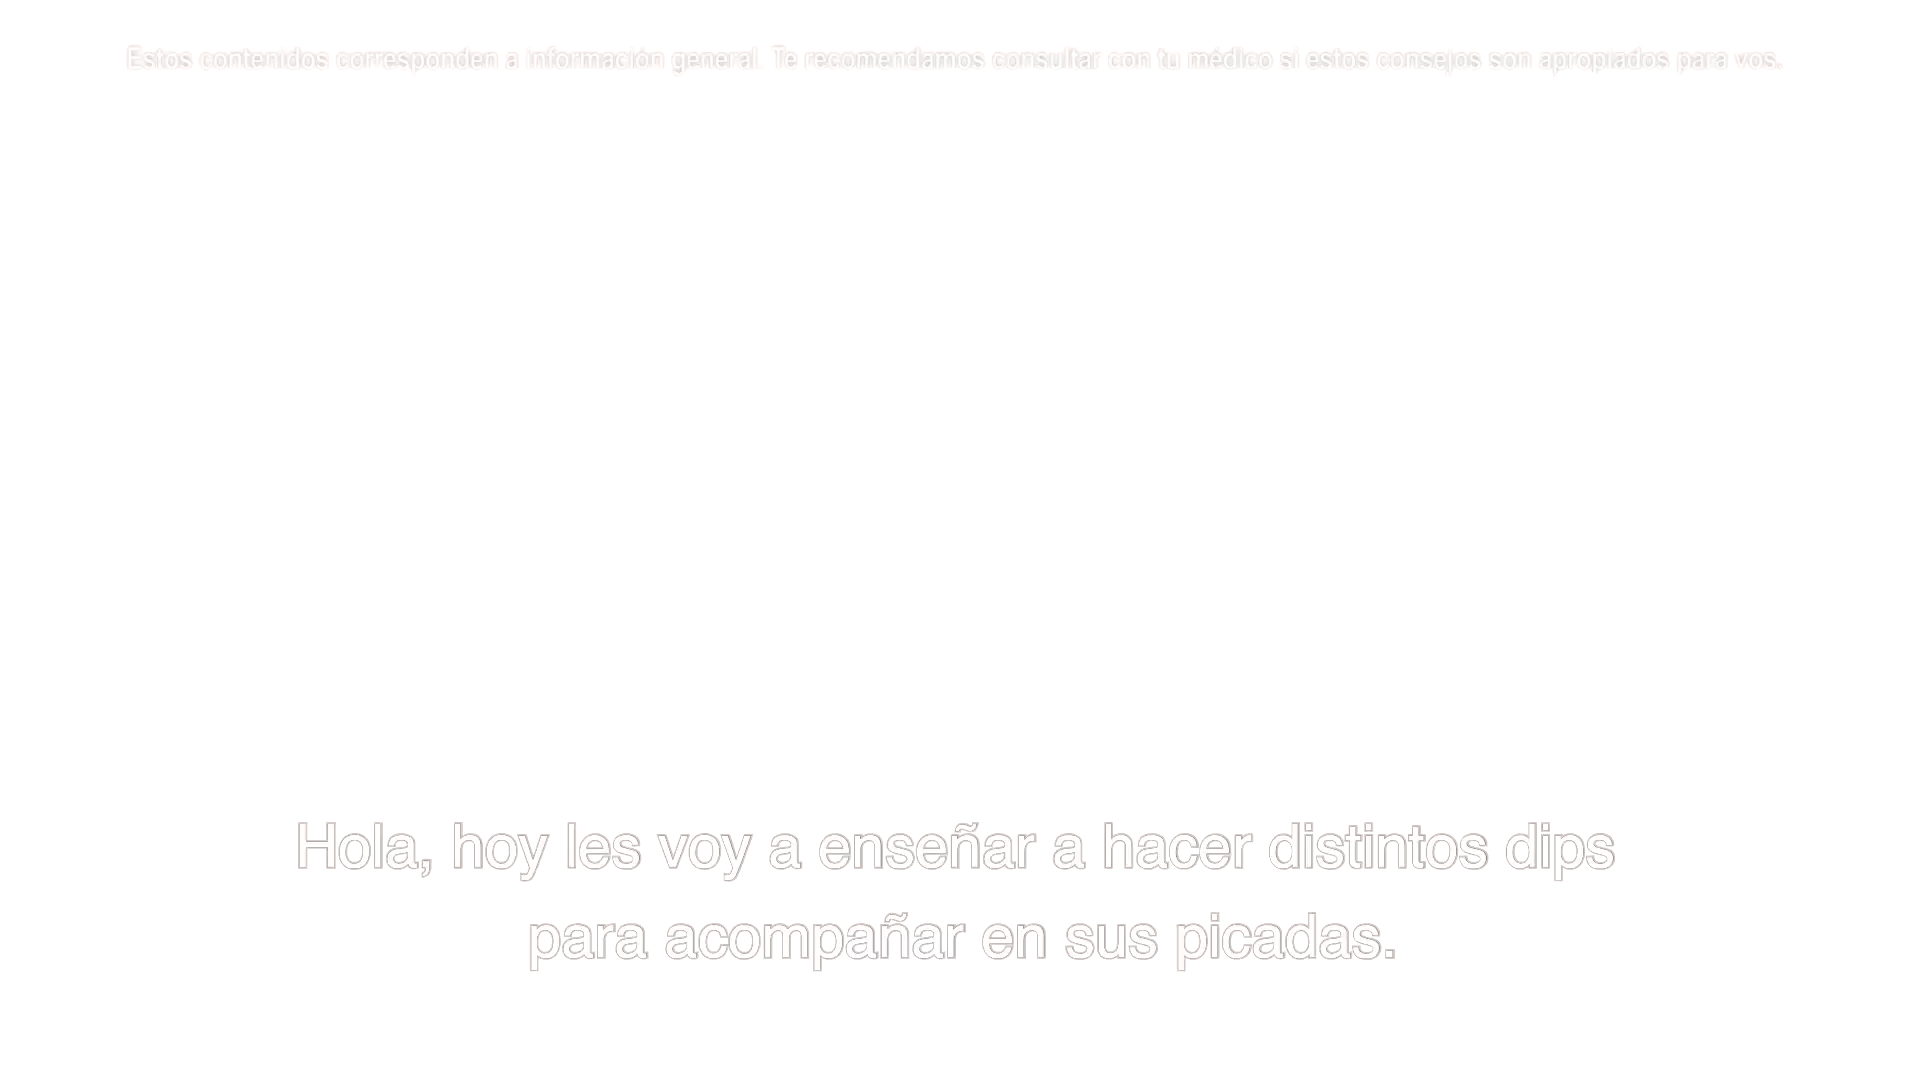 Estos contenidos corresponden a información general. Te recomendamos consultar con tu médico si estos consejos son apropiados para vos.
Hola, hoy les voy a enseñar a hacer distintos dips
para acompañar en sus picadas.